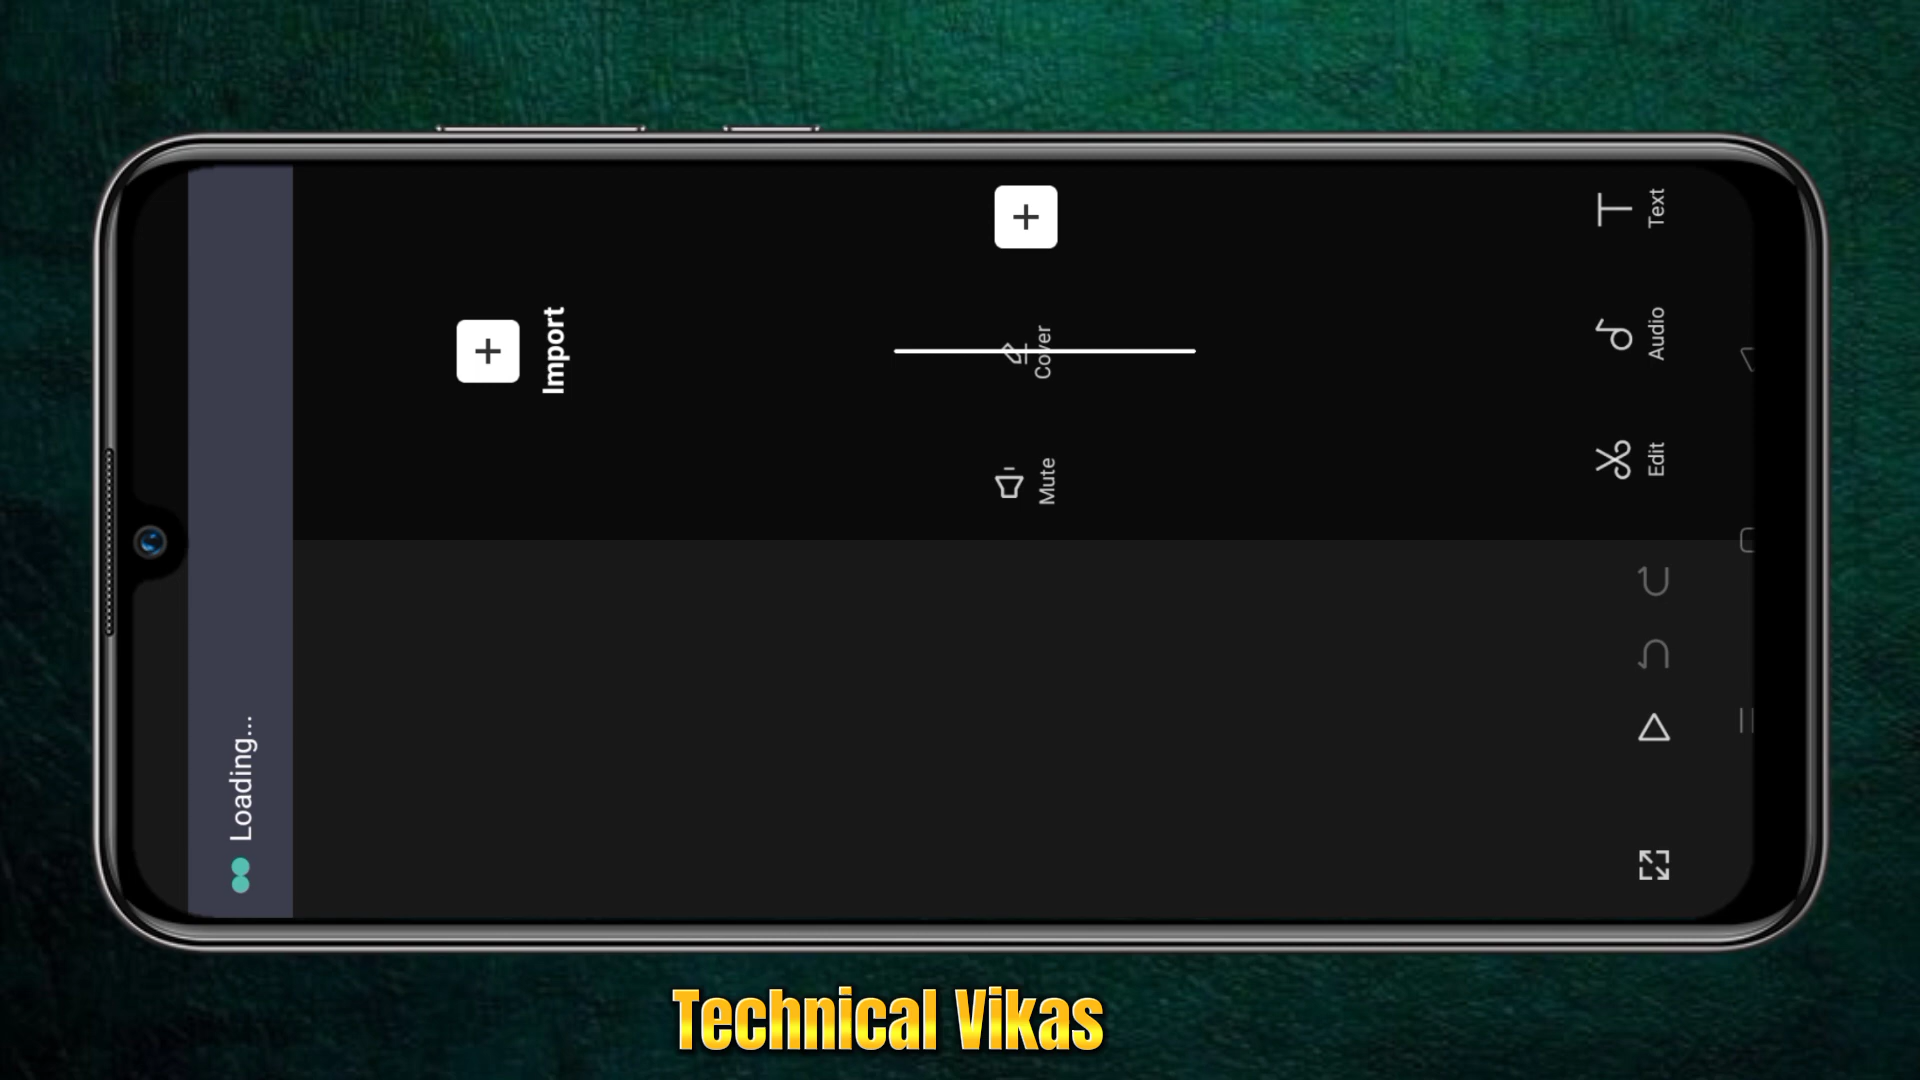 Loading...
Import
Mute
Cover
Edit
Audio
Text
Technical Vikas